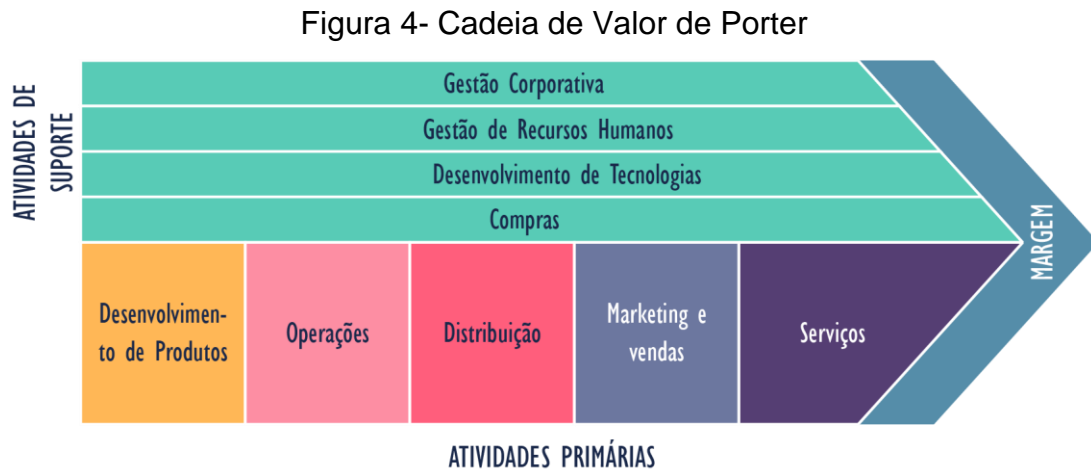 Figura 4- Cadeia de Valor de Porter
ATIVIDADES DE
SUPORTE
Gestão Corporativa
Gestão de Recursos Humanos
Desenvolvimento de Tecnologias
Compras
Desenvolvimen-
to de Produtos
Operações
Distribuição
Marketing e
vendas
Serviços
MARGEM
ATIVIDADES PRIMÁRIAS